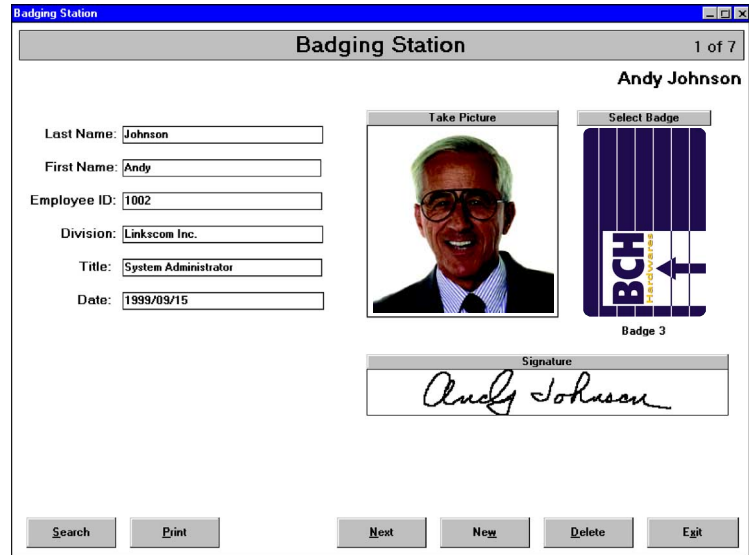 Badging Station
Badging Station 1 of 7
Andy Johnson
Take Picture
Select Badge
Last Name: Johnson
First Name: Andy
Employee ID: 1002
Division: Linkscom Inc.
Title: System Administrator
Date: 1999/09/15
BCH
Hardwares
Badge 3
Signature
Andy Johnson
Search Print Next New Delete Exit